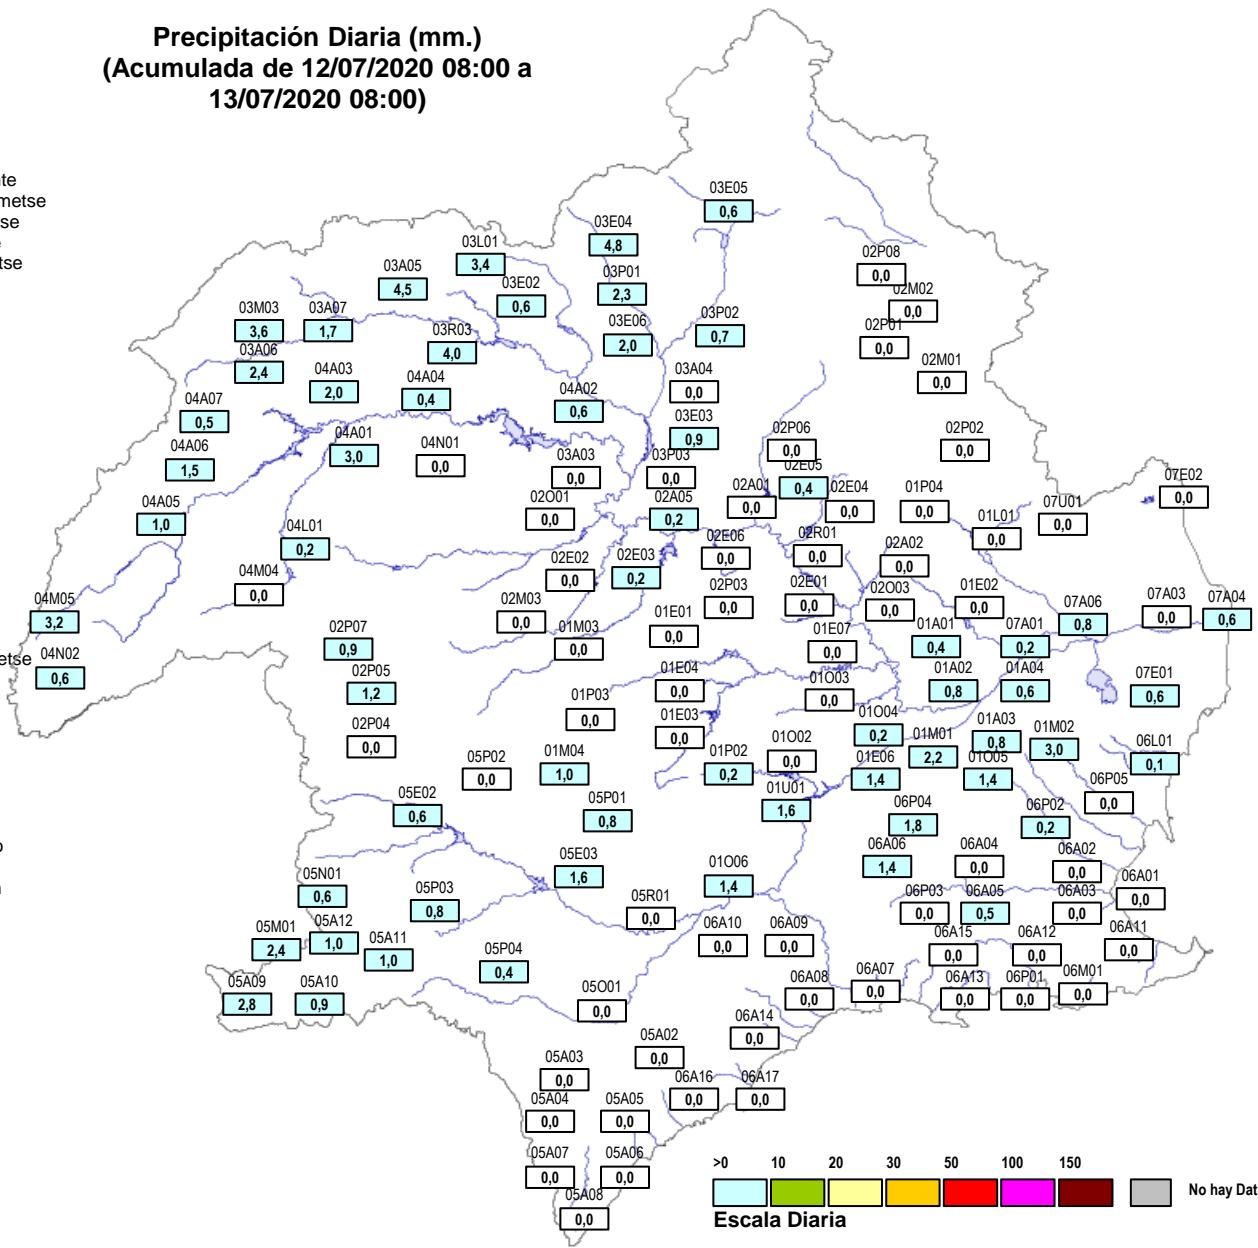 Precipitación Diaria (mm.)
(Acumulada de 12/07/2020 08:00 a
13/07/2020 08:00)
te
metse
se
e
tse
etse
o
n
03E05
0,6
03E04
4,8
03L01
3,4
03A05
4,5
03P01
2,3
03E02
0,6
02P08
0,0
02M02
0,0
03M03
3,6
03A07
1,7
03R03
4,0
03E06
2,0
03P02
0,7
02P01
0,0
03A06
2,4
04A03
2,0
04A04
0,4
03A04
0,0
02M01
0,0
04A07
0,5
04A02
0,6
03E03
0,9
04A01
3,0
04N01
0,0
02P06
0,0
02P02
0,0
04A06
1,5
03A03
0,0
03P03
0,0
02E05
0,4
02A01
0,0
02E04
0,0
01P04
0,0
07E02
0,0
04A05
1,0
02O01
0,0
02A05
0,2
01L01
0,0
07U01
0,0
04L01
0,2
02E06
0,0
02R01
0,0
02A02
0,0
04M04
0,0
02E02
0,0
02E03
0,2
02P03
0,0
02E01
0,0
02O03
0,0
01E02
0,0
04M05
3,2
02M03
0,0
07A06
0,8
07A03
0,0
07A04
0,6
02P07
0,9
01M03
0,0
01E01
0,0
01E07
0,0
01A01
0,4
07A01
0,2
04N02
0,6
02P05
1,2
01E04
0,0
01O03
0,0
01A02
0,8
01A04
0,6
07E01
0,6
02P04
0,0
01P03
0,0
01E03
0,0
01O04
0,2
01M01
2,2
01A03
0,8
01M02
3,0
05P02
0,0
01M04
1,0
01P02
0,2
01O02
0,0
01E06
1,4
01O05
1,4
06L01
0,1
05E02
0,6
05P01
0,8
01U01
1,6
06P04
1,8
06P02
0,2
06P05
0,0
05E03
1,6
01O06
1,4
06A06
1,4
06A04
0,0
06A02
0,0
05N01
0,6
05P03
0,8
05R01
0,0
06P03
0,0
06A05
0,5
06A03
0,0
06A01
0,0
05M01
2,4
05A12
1,0
05A11
1,0
06A10
0,0
06A09
0,0
06A15
0,0
06A12
0,0
06A11
0,0
05A09
2,8
05A10
0,9
05P04
0,4
05O01
0,0
06A08
0,0
06A07
0,0
06A13
0,0
06P01
0,0
06M01
0,0
06A14
0,0
05A02
0,0
05A03
0,0
06A16
0,0
06A17
0,0
05A04
0,0
05A05
0,0
05A07
0,0
05A06
0,0
05A08
0,0
>0 10 20 30 50 100 150
No hay Dat
Escala Diaria